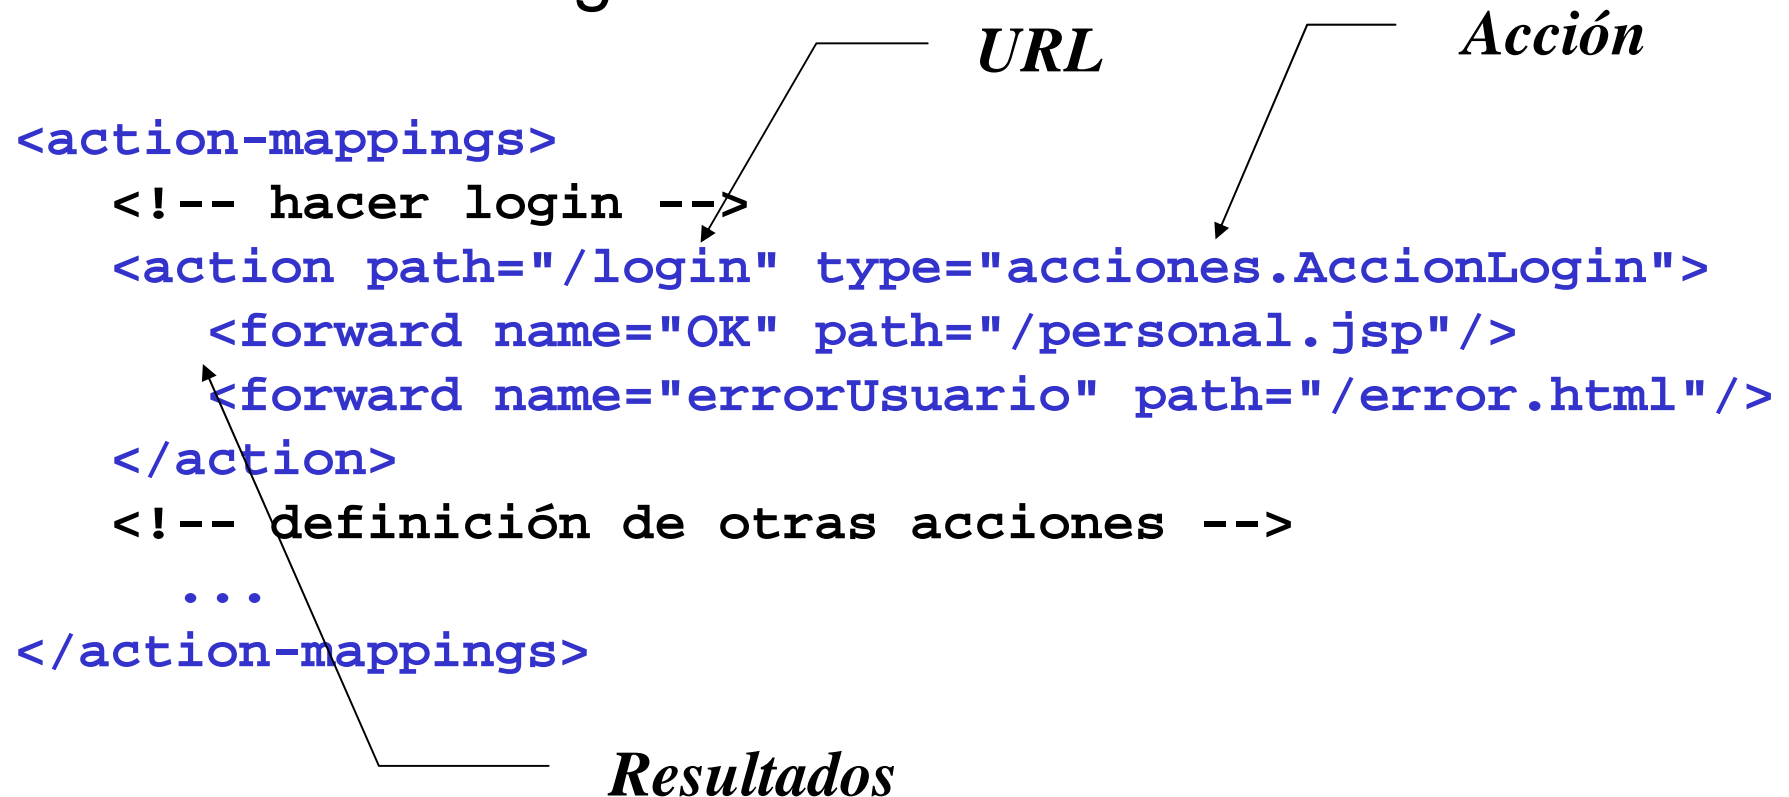 URL
Acción
<action-mappings>
<!-- hacer login -->
<action path="/login" type="acciones.AccionLogin">
<forward name="OK" path="/personal.jsp"/>
<forward name="errorUsuario" path="/error.html"/>
</action>
<!-- definición de otras acciones -->
...
</action-mappings>
Resultados